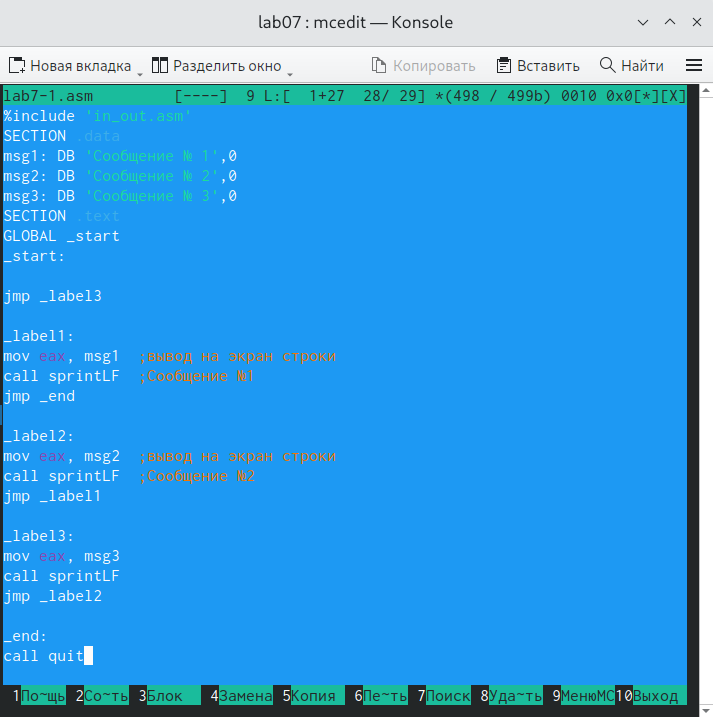 lab07 : mcedit — Konsole
Новая вкладка Разделить окно Копировать Вставить Найти
lab7-1.asm [----] 9 L:[ 1+27 28/ 29] *(498 / 499b) 0010 0x0[*][X]
%include 'in_out.asm'
SECTION .data
msg1: DB 'Сообщение № 1',0
msg2: DB 'Сообщение № 2',0
msg3: DB 'Сообщение № 3',0
SECTION .text
GLOBAL _start
_start:
jmp _label3
_label1:
mov eax, msg1 ;вывод на экран строки
call sprintLF ;Сообщение №1
jmp _end
_label2:
mov eax, msg2 ;вывод на экран строки
call sprintLF ;Сообщение №2
jmp _label1
_label3:
mov eax, msg3
call sprintLF
jmp _label2
_end:
call quit
1По~щь 2Со~ть 3Блок 4Замена 5Копия 6Пе~ть 7Поиск 8Уда~ть 9МенюMC 10Выход